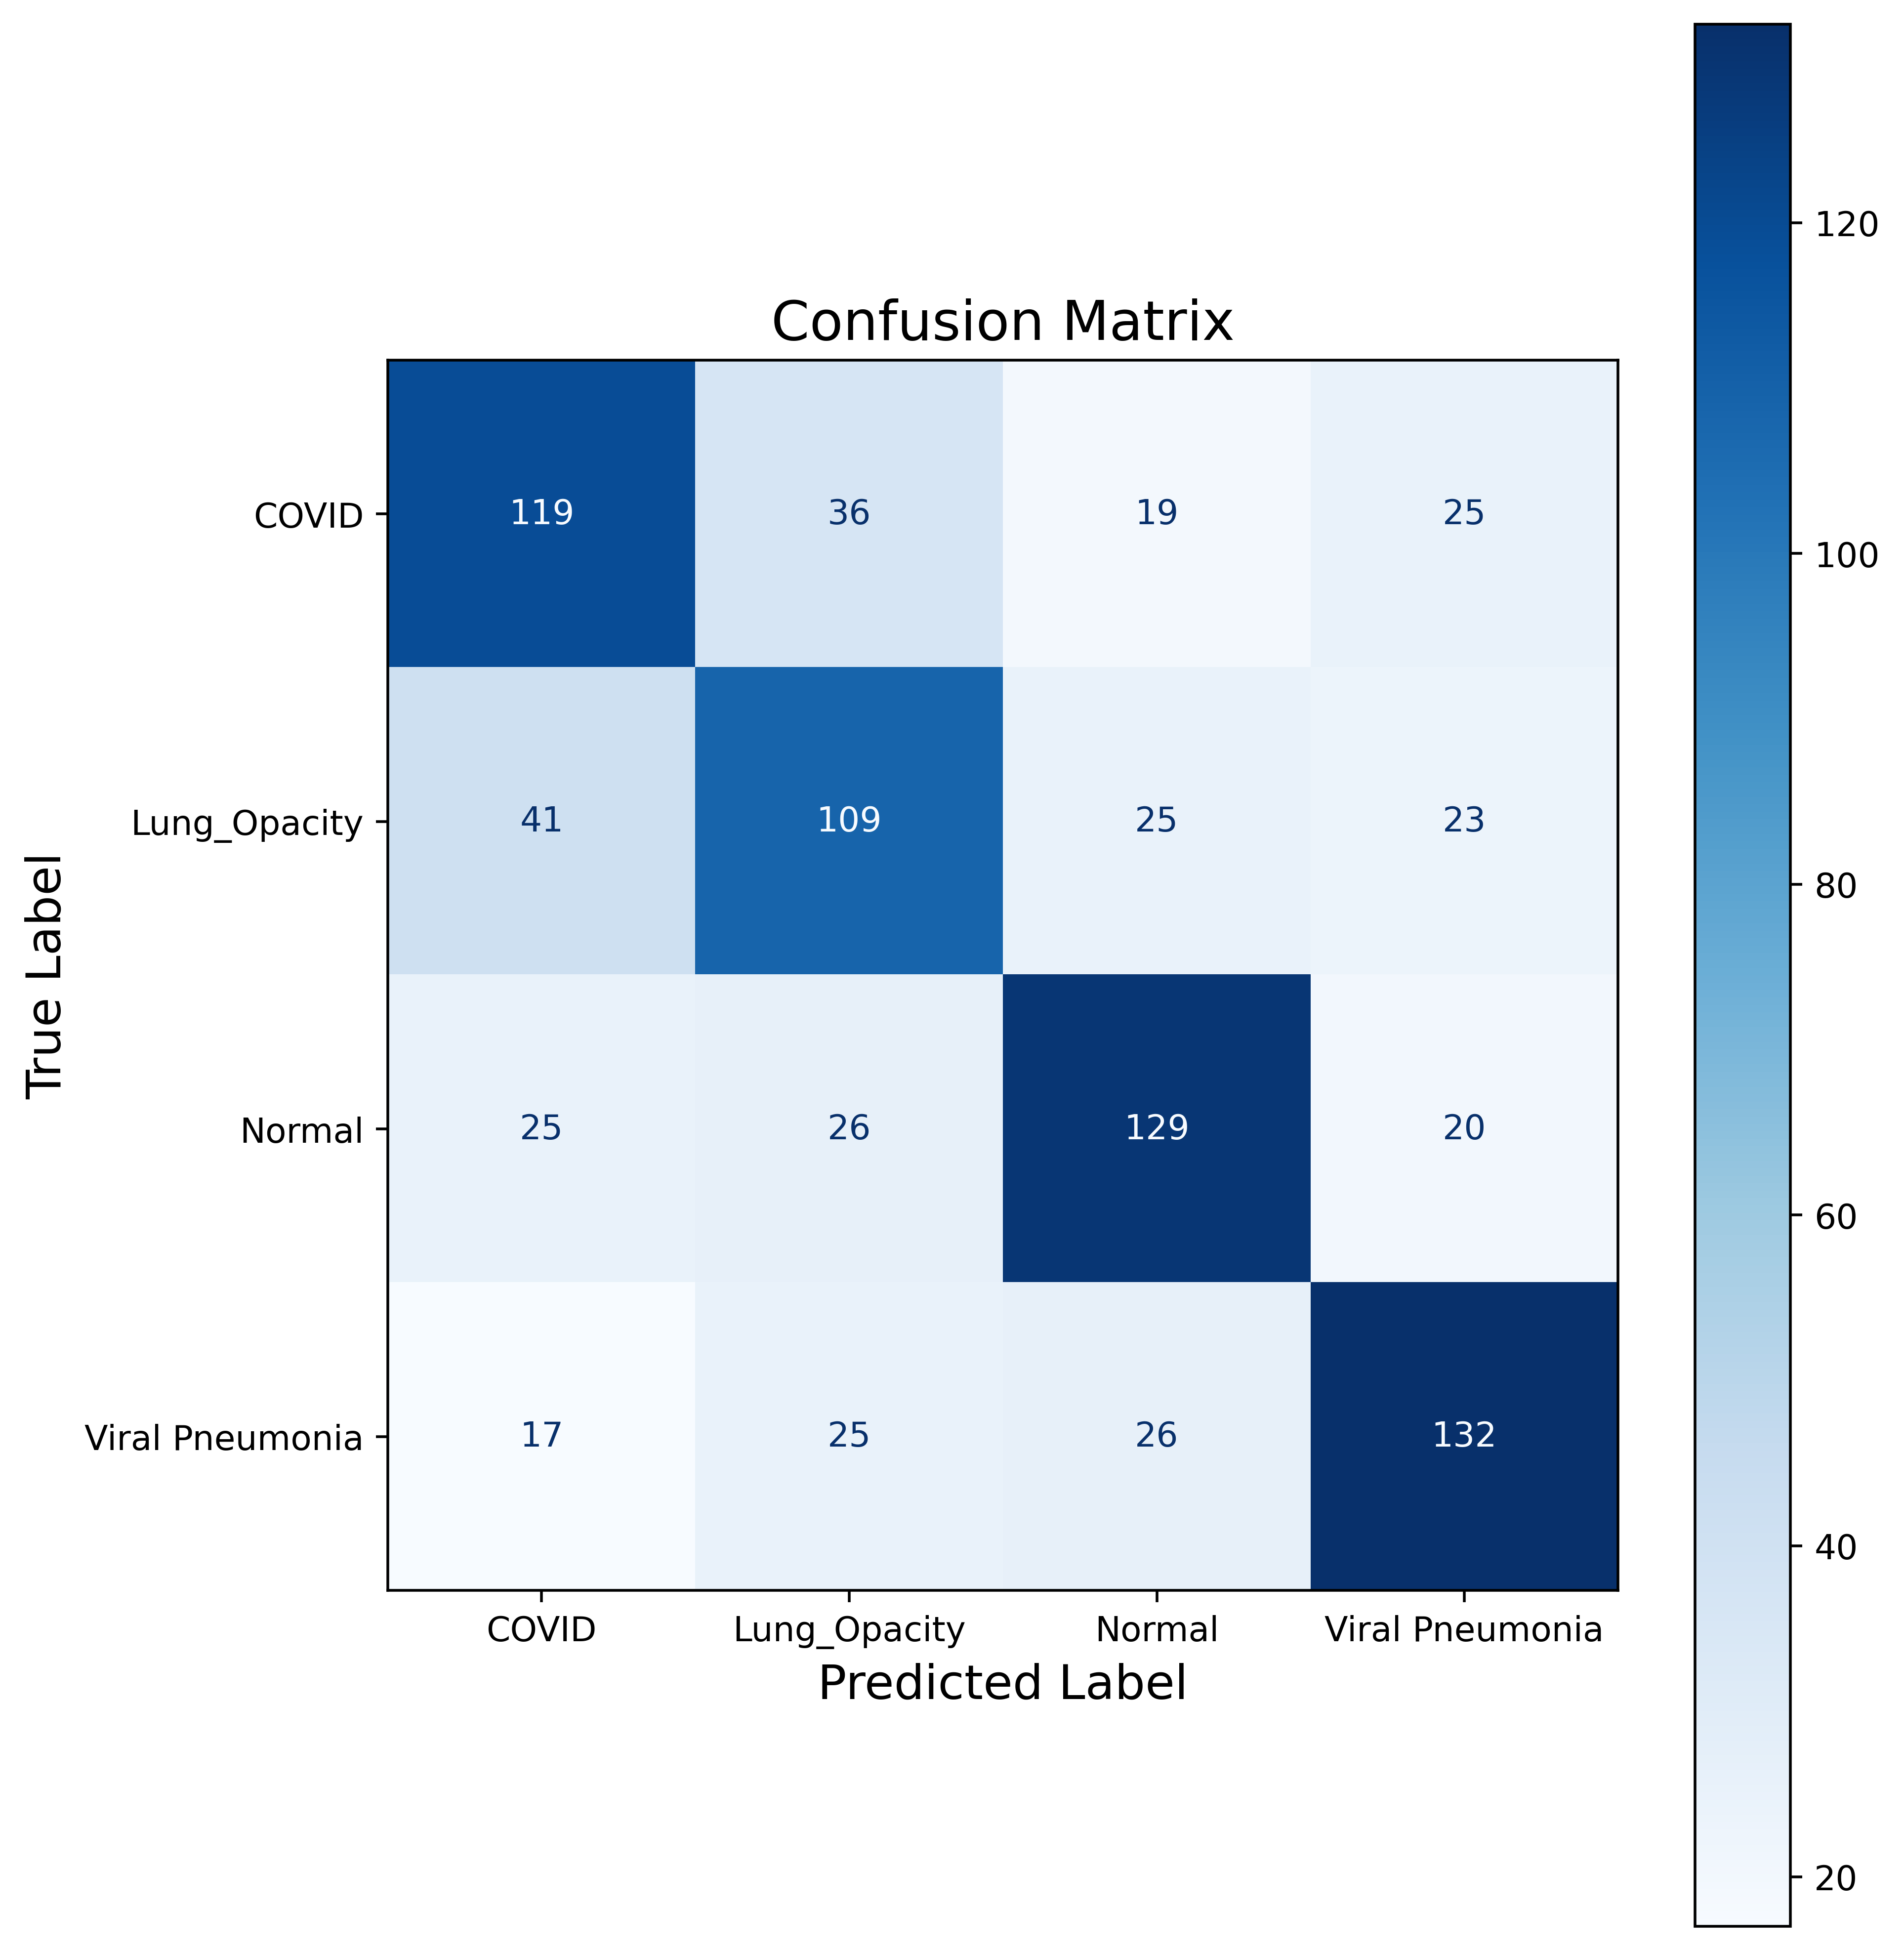 Confusion Matrix
True Label
COVID 119 36 19 25
Lung_Opacity 41 109 25 23
Normal 25 26 129 20
Viral Pneumonia 17 25 26 132
COVID Lung_Opacity Normal Viral Pneumonia
Predicted Label
120
100
80
60
40
20